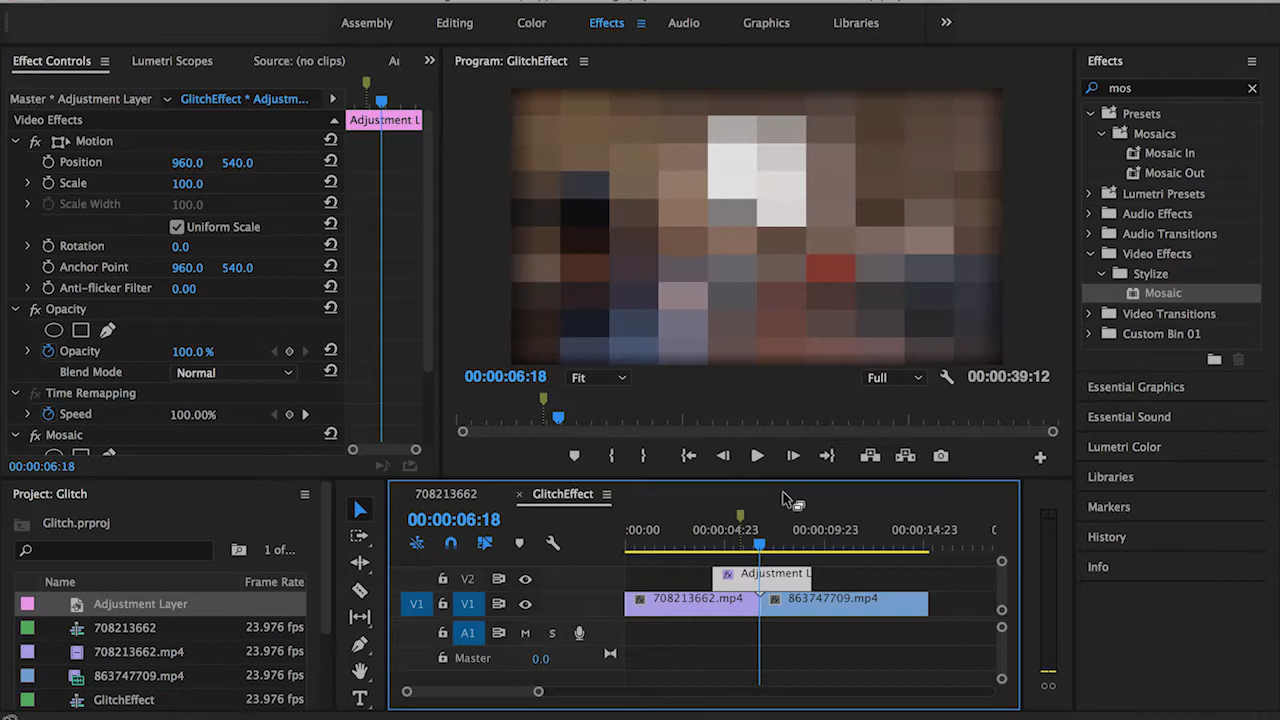 Assembly Editing Color Effects Audio Graphics Libraries
Effect Controls Lumetri Scopes Source: (no clips)
Master * Adjustment Layer GlitchEffect * Adjustm...
Adjustment L
Video Effects
fx Motion
Position 960.0 540.0
Scale 100.0
Scale Width 100.0
Uniform Scale
Rotation 0.0
Anchor Point 960.0 540.0
Anti-flicker Filter 0.00
fx Opacity
Opacity 100.0 %
Blend Mode Normal
fx Time Remapping
Speed 100.00%
fx Mosaic
00:00:06:18
Program: GlitchEffect
00:00:06:18 Fit Full 00:00:39:12
Effects
mos
Presets
Mosaics
Mosaic In
Mosaic Out
Lumetri Presets
Audio Effects
Audio Transitions
Video Effects
Stylize
Mosaic
Video Transitions
Custom Bin 01
Essential Graphics
Essential Sound
Lumetri Color
Libraries
Markers
History
Info
Project: Glitch
Glitch.prproj
1 of...
Name Frame Rate
Adjustment Layer
708213662 23.976 fps
708213662.mp4 23.976 fps
863747709.mp4 23.976 fps
GlitchEffect 23.976 fps
T
708213662 × GlitchEffect
00:00:06:18
:00:00 00:00:04:23 00:00:09:23 00:00:14:23
V2 fx Adjustment L
V1 V1 fx 708213662.mp4 fx 863747709.mp4
A1 M S
Master 0.0